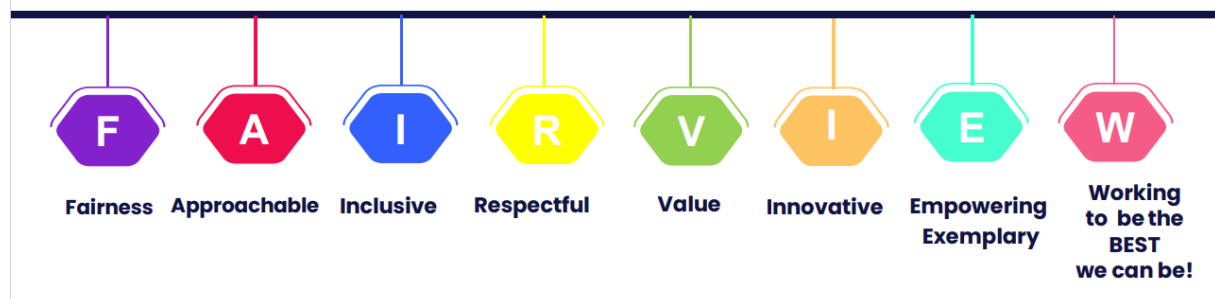 F A I R V I E W
Fairness Approachable Inclusive Respectful Value Innovative Empowering Exemplary Working to be the BEST we can be!